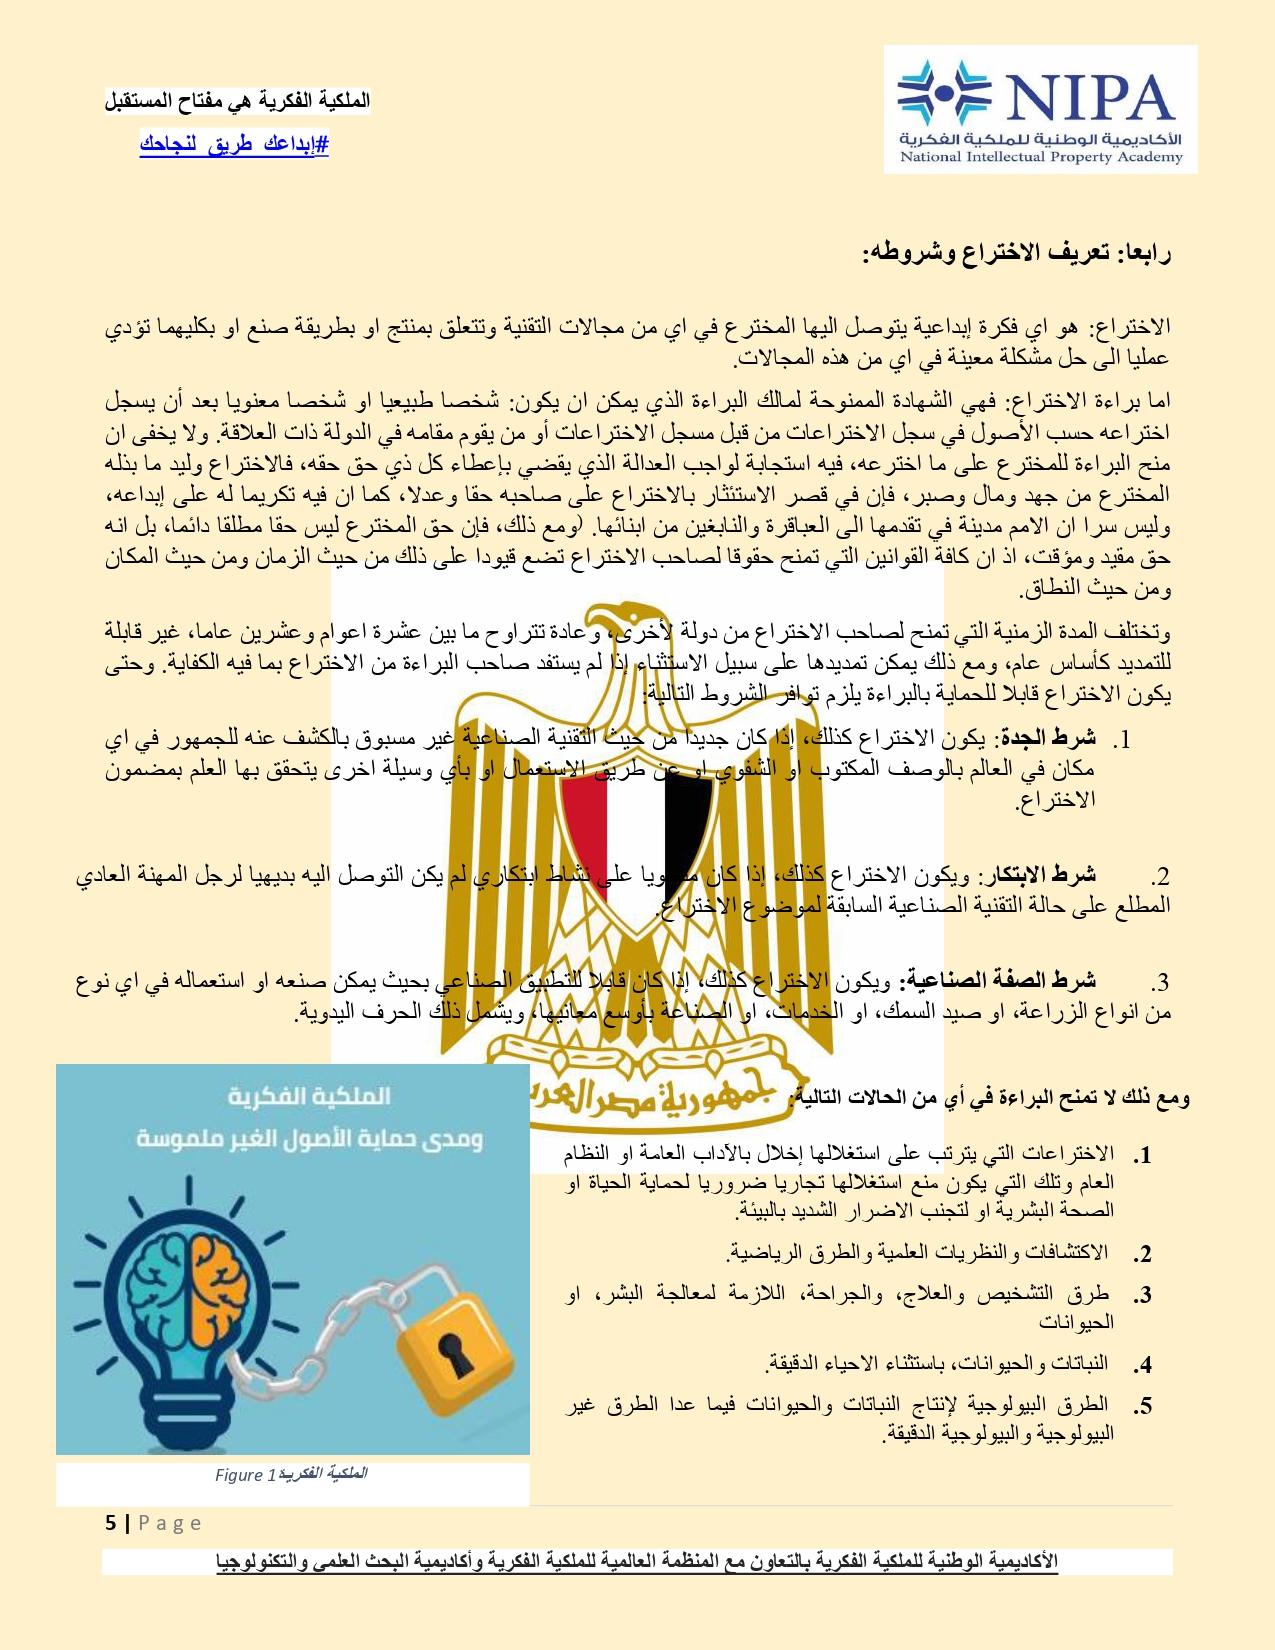 الملكية الفكرية هي مفتاح المستقبل
#إبداعك طريق لنجاحك
NIPA
الأكاديمية الوطنية للملكية الفكرية
National Intellectual Property Academy
رابعا: تعريف الاختراع وشروطه:
الاختراع: هو اي فكرة إبداعية يتوصل اليها المخترع في اي من مجالات التقنية وتتعلق بمنتج او بطريقة صنع او بكليهما تؤدي
عمليا الى حل مشكلة معينة في اي من هذه المجالات.
اما براءة الاختراع: فهي الشهادة الممنوحة لمالك البراءة الذي يمكن ان يكون: شخصا طبيعيا او شخصا معنويا بعد أن يسجل
اختراعه حسب الأصول في سجل الاختراعات من قبل مسجل الاختراعات أو من يقوم مقامه في الدولة ذات العلاقة. ولا يخفى ان
منح البراءة للمخترع على ما اخترعه، فيه استجابة لواجب العدالة الذي يقضي بإعطاء كل ذي حق حقه، فالاختراع وليد ما بذله
المخترع من جهد ومال وصبر، فإن في قصر الاستئثار بالاختراع على صاحبه حقا وعدلا، كما ان فيه تكريما له على إبداعه،
وليس سرا ان الامم مدينة في تقدمها الى العباقرة والنابغين من ابنائها. (ومع ذلك، فإن حق المخترع ليس حقا مطلقا دائما، بل انه
حق مقيد ومؤقت، اذ ان كافة القوانين التي تمنح حقوقا لصاحب الاختراع تضع قيودا على ذلك من حيث الزمان ومن حيث المكان
ومن حيث النطاق.
وتختلف المدة الزمنية التي تمنح لصاحب الاختراع من دولة لأخرى، وعادة تتراوح ما بين عشرة اعوام وعشرين عاما، غير قابلة
للتمديد كأساس عام، ومع ذلك يمكن تمديدها على سبيل الاستثناء إذا لم يستفد صاحب البراءة من الاختراع بما فيه الكفاية. وحتى
يكون الاختراع قابلا للحماية بالبراءة يلزم توافر الشروط التالية:
1. شرط الجدة: يكون الاختراع كذلك، إذا كان جديدا من حيث التقنية الصناعية غير مسبوق بالكشف عنه للجمهور في اي
مكان في العالم بالوصف المكتوب او الشفوي او عن طريق الاستعمال او بأي وسيلة اخرى يتحقق بها العلم بمضمون
الاختراع.
2. شرط الابتكار: ويكون الاختراع كذلك، إذا كان منطويا على نشاط ابتكاري لم يكن التوصل اليه بديهيا لرجل المهنة العادي
المطلع على حالة التقنية الصناعية السابقة لموضوع الاختراع.
3. شرط الصفة الصناعية: ويكون الاختراع كذلك، إذا كان قابلا للتطبيق الصناعي بحيث يمكن صنعه او استعماله في اي نوع
من انواع الزراعة، او صيد السمك، او الخدمات، او الصناعة بأوسع معانيها، ويشمل ذلك الحرف اليدوية.
جمهورية مصر العربية
ومع ذلك لا تمنح البراءة في أي من الحالات التالية:
1. الاختراعات التي يترتب على استغلالها إخلال بالآداب العامة او النظام
العام وتلك التي يكون منع استغلالها تجاريا ضروريا لحماية الحياة او
الصحة البشرية او لتجنب الاضرار الشديد بالبيئة.
2. الاكتشافات والنظريات العلمية والطرق الرياضية.
3. طرق التشخيص والعلاج، والجراحة، اللازمة لمعالجة البشر، او
الحيوانات
4. النباتات والحيوانات، باستثناء الاحياء الدقيقة.
5. الطرق البيولوجية لإنتاج النباتات والحيوانات فيما عدا الطرق غير
البيولوجية والبيولوجية الدقيقة.
الملكية الفكرية
ومدى حماية الأصول الغير ملموسة
Figure 1 الملكية الفكرية
5 | Page
الأكاديمية الوطنية للملكية الفكرية بالتعاون مع المنظمة العالمية للملكية الفكرية وأكاديمية البحث العلمي والتكنولوجيا